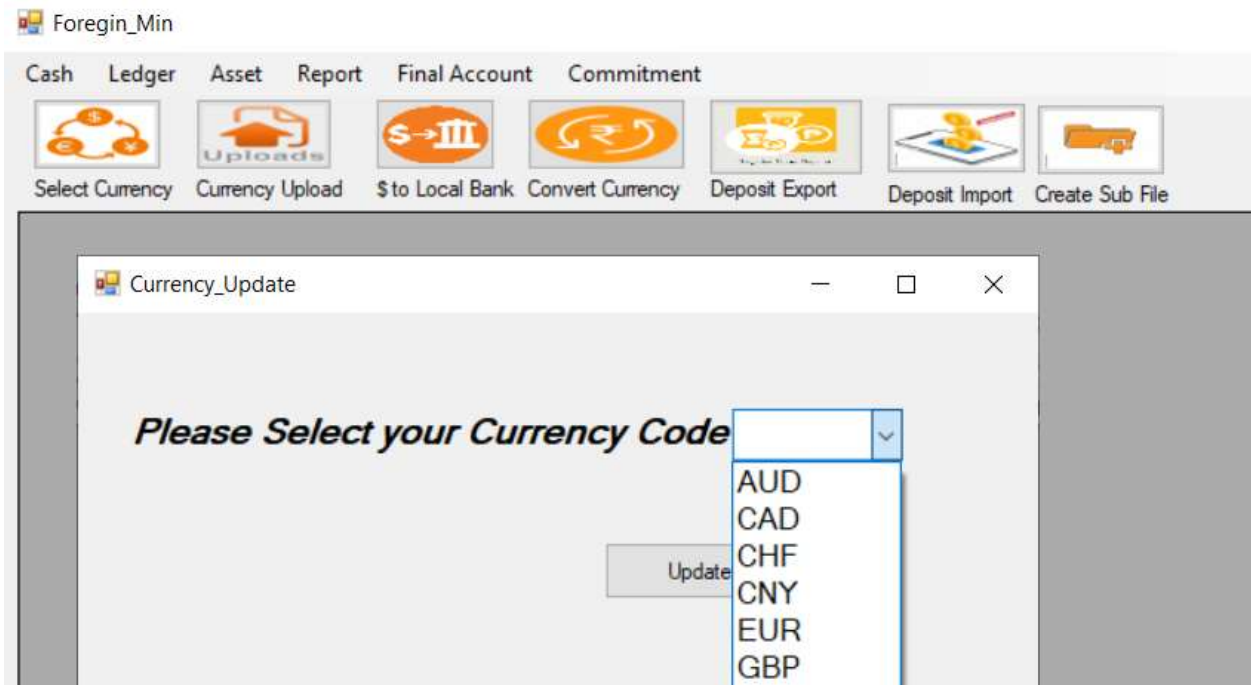 Foregin_Min
Cash Ledger Asset Report Final Account Commitment
Uploads
Select Currency Currency Upload $ to Local Bank Convert Currency Deposit Export Deposit Import Create Sub File
Currency_Update
Please Select your Currency Code
AUD
CAD
CHF
Update
CNY
EUR
GBP